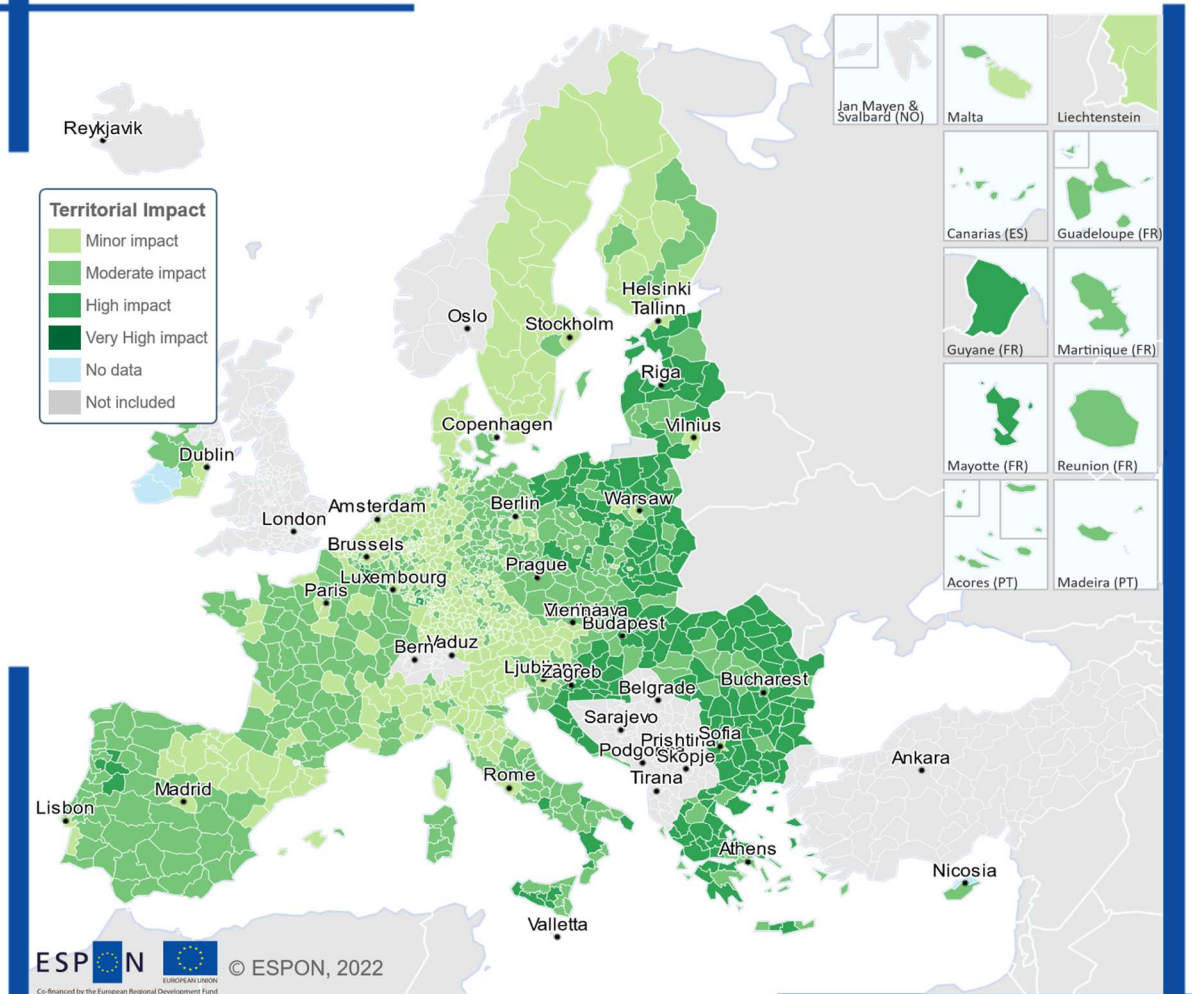 Reykjavik
Territorial Impact
Minor impact
Moderate impact
High impact
Very High impact
No data
Not included
Jan Mayen &
Svalbard (NO)
Malta
Liechtenstein
Canarias (ES)
Guadeloupe (FR)
Guyane (FR)
Martinique (FR)
Mayotte (FR)
Reunion (FR)
Acores (PT)
Madeira (PT)
Oslo
Stockholm
Helsinki
Tallinn
Riga
Vilnius
Copenhagen
Dublin
London
Amsterdam
Berlin
Warsaw
Brussels
Luxembourg
Prague
Paris
Budapest
Bern
Vaduz
Zagreb
Belgrade
Bucharest
Sarajevo
Prishtina
Sofia
Skopje
Tirana
Ankara
Madrid
Rome
Lisbon
Athens
Nicosia
Valletta
ESPON
EUROPEAN UNION
© ESPON, 2022
Co-financed by the European Regional Development Fund